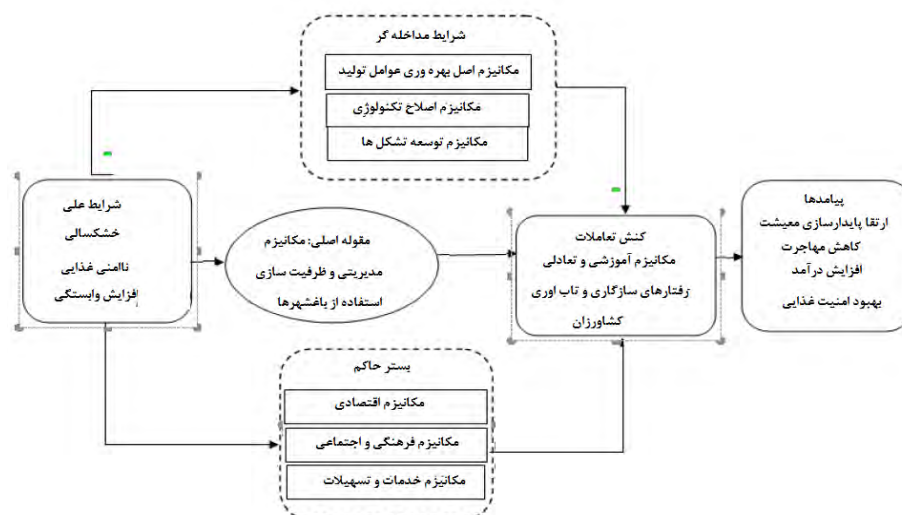 شرایط مداخله گر
مکانیزم اصل بهره وری عوامل تولید
مکانیزم اصلاح تکنولوژی
مکانیزم توسعه تشکل ها
شرایط علی
خشکسالی
ناامنی غذایی
افزایش وابستگی
مقوله اصلی: مکانیزم
مدیریتی و ظرفیت سازی
استفاده از باغشهرها
کنش تعاملات
مکانیزم آموزشی و تعادلی
رفتارهای سازگاری و تاب اوری
کشاورزان
پیامدها
ارتقا پایدارسازی معیشت
کاهش مهاجرت
افزایش درآمد
بهبود امنیت غذایی
بستر حاکم
مکانیزم اقتصادی
مکانیزم فرهنگی و اجتماعی
مکانیزم خدمات و تسهیلات